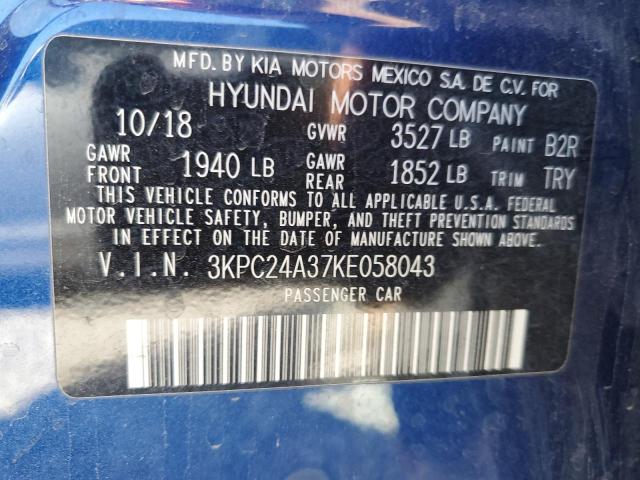 MFD. BY KIA MOTORS MEXICO S.A. DE C.V. FOR
HYUNDAI MOTOR COMPANY
10/18 GVWR 3527 LB PAINT B2R
GAWR FRONT 1940 LB GAWR REAR 1852 LB TRIM TRY
THIS VEHICLE CONFORMS TO ALL APPLICABLE U.S.A. FEDERAL
MOTOR VEHICLE SAFETY, BUMPER, AND THEFT PREVENTION STANDARDS
IN EFFECT ON THE DATE OF MANUFACTURE SHOWN ABOVE.
V.I.N. 3KPC24A37KE058043
PASSENGER CAR